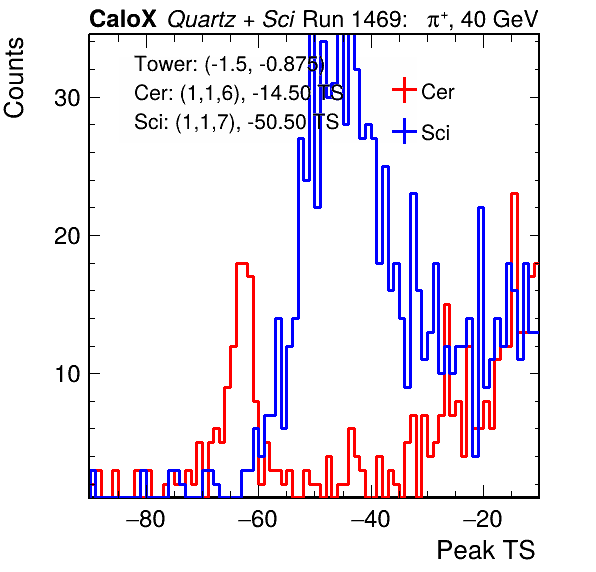 CaloX Quartz + Sci Run 1469: π+, 40 GeV
Counts
Tower: (-1.5, -0.875)
Cer: (1,1,6), -14.50 TS
Sci: (1,1,7), -50.50 TS
Cer
Sci
30
20
10
−80 −60 −40 −20
Peak TS